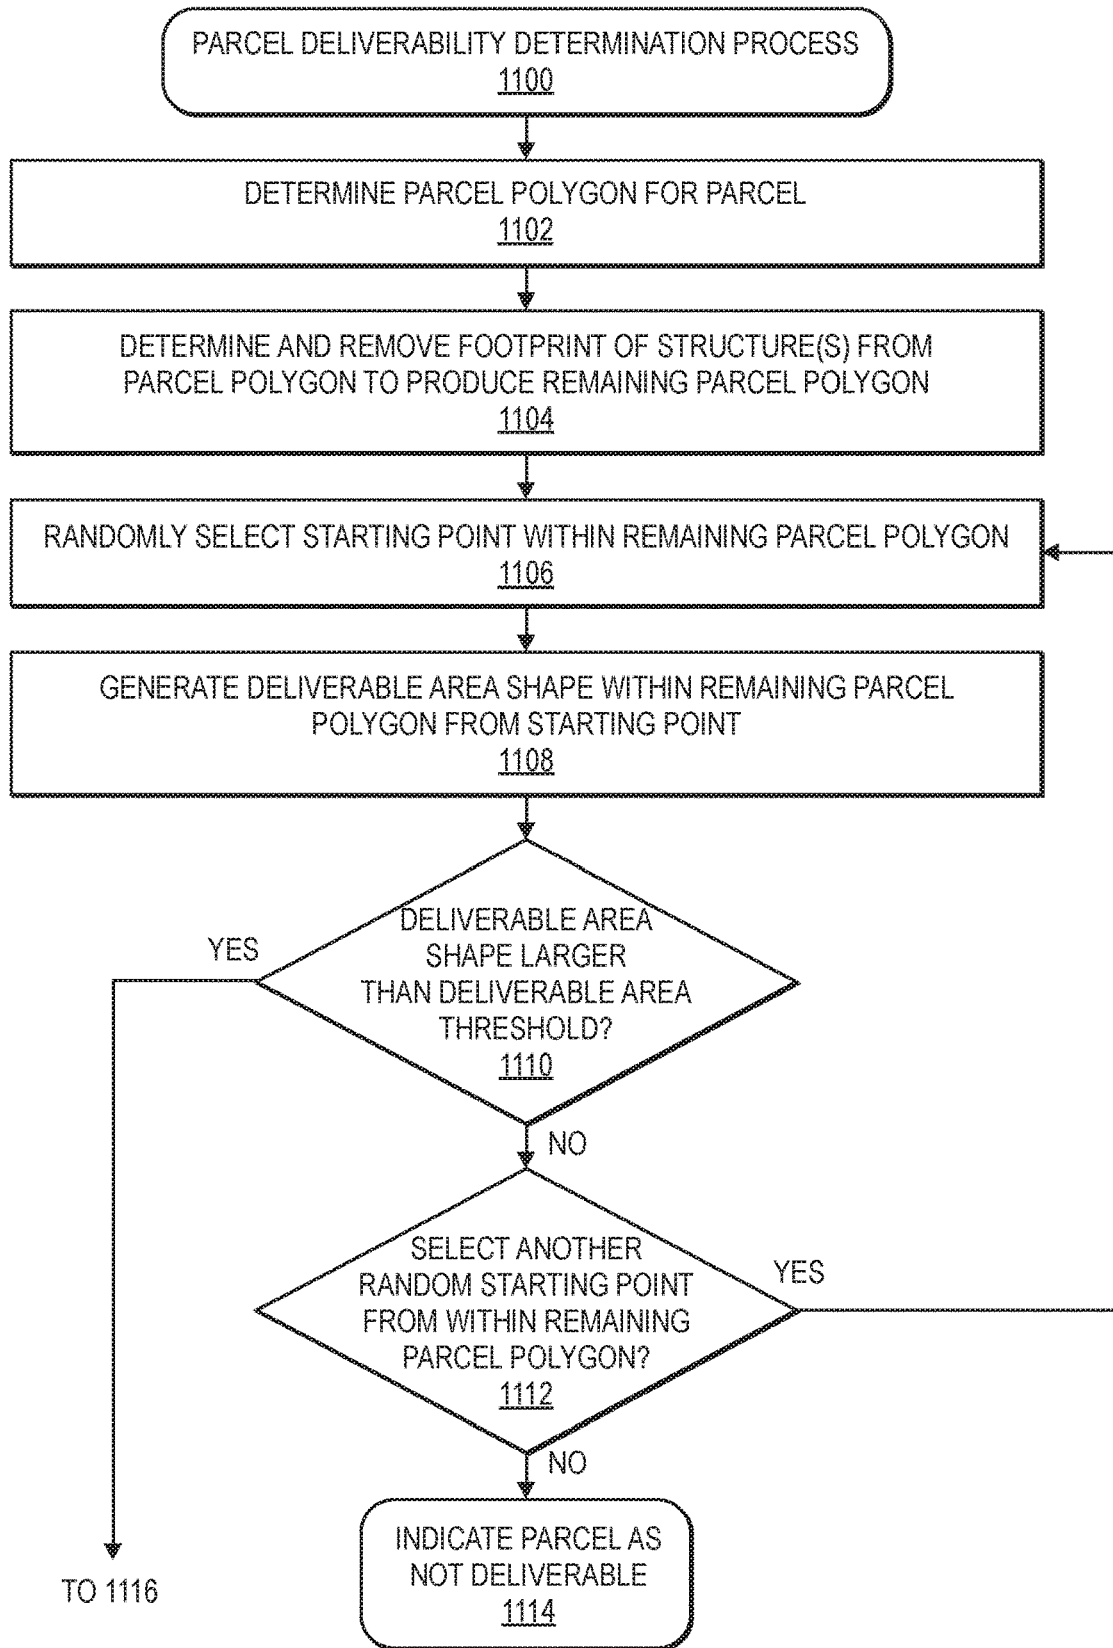 PARCEL DELIVERABILITY DETERMINATION PROCESS
1100
DETERMINE PARCEL POLYGON FOR PARCEL
1102
DETERMINE AND REMOVE FOOTPRINT OF STRUCTURE(S) FROM
PARCEL POLYGON TO PRODUCE REMAINING PARCEL POLYGON
1104
RANDOMLY SELECT STARTING POINT WITHIN REMAINING PARCEL POLYGON
1106
GENERATE DELIVERABLE AREA SHAPE WITHIN REMAINING PARCEL
POLYGON FROM STARTING POINT
1108
DELIVERABLE AREA
SHAPE LARGER
THAN DELIVERABLE AREA
THRESHOLD?
1110
YES
NO
SELECT ANOTHER
RANDOM STARTING POINT
FROM WITHIN REMAINING
PARCEL POLYGON?
1112
YES
NO
INDICATE PARCEL AS
NOT DELIVERABLE
1114
TO 1116